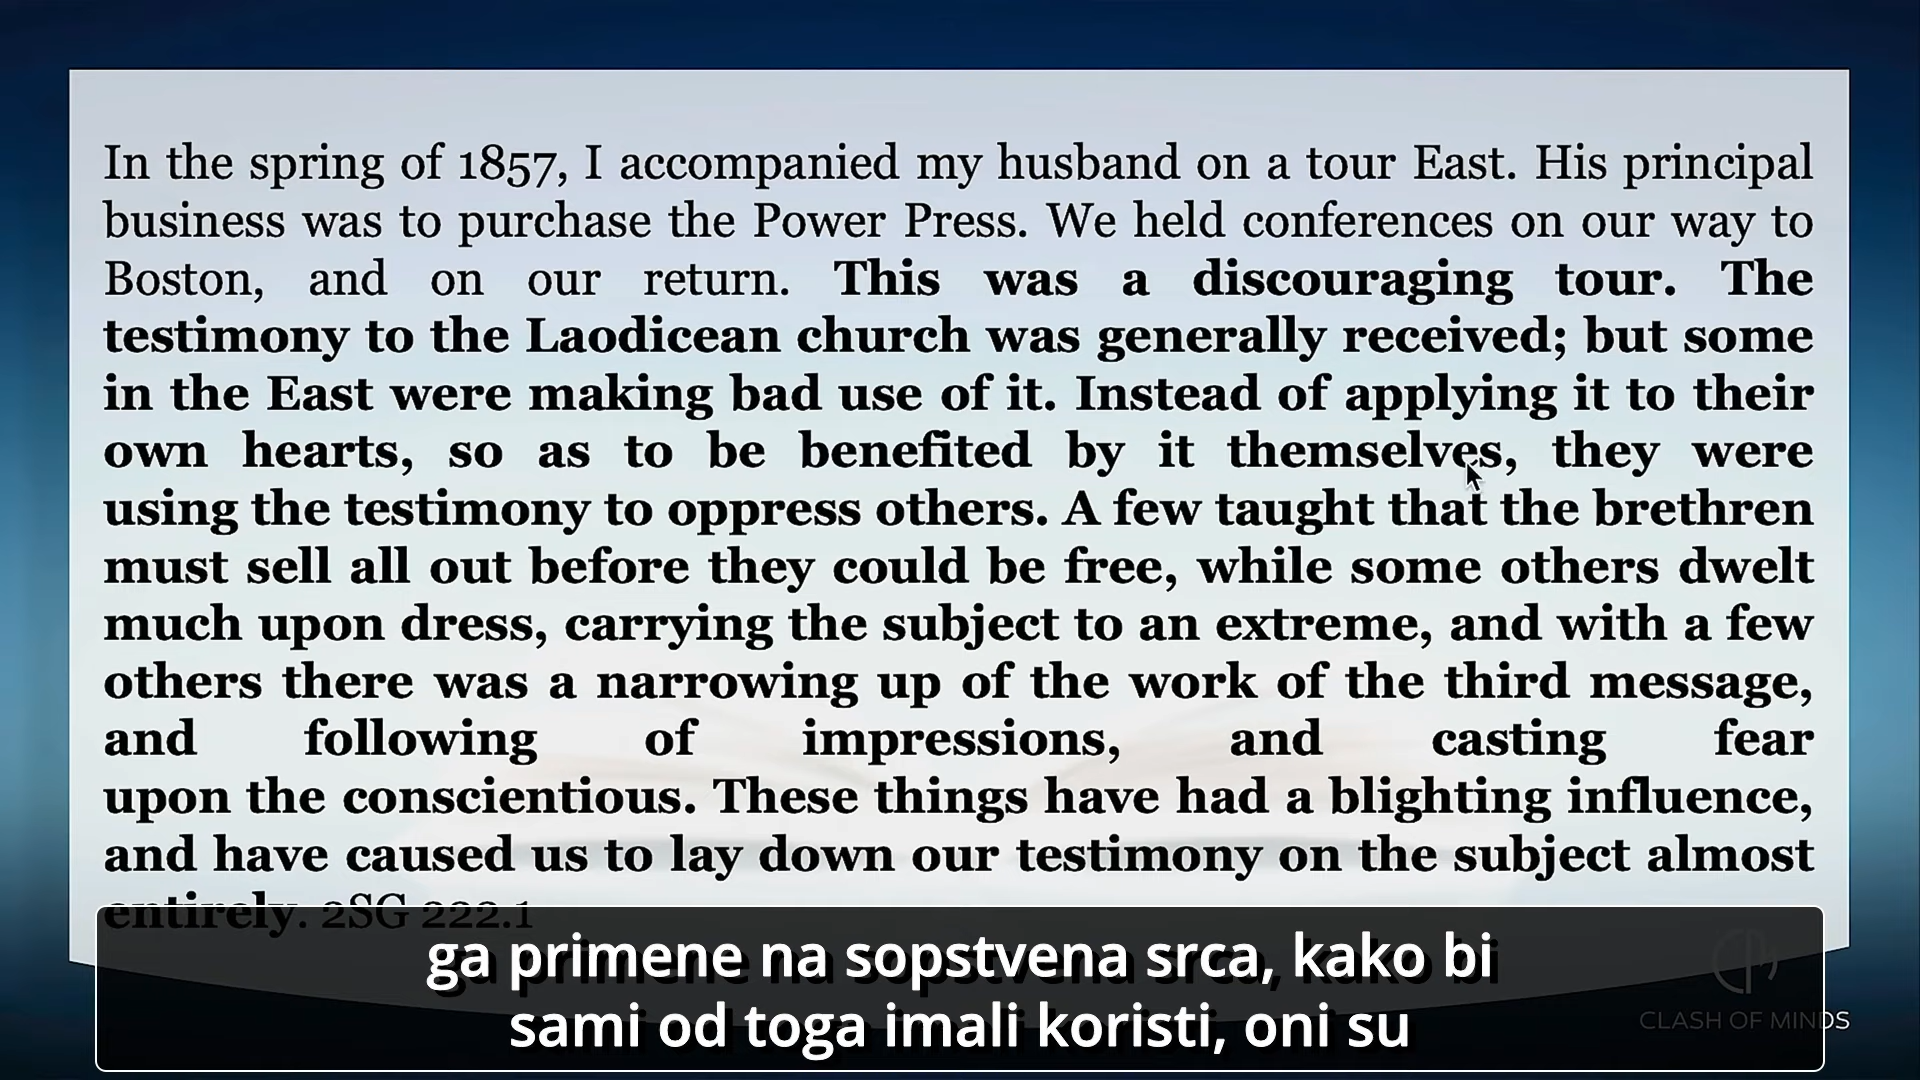 In the spring of 1857, I accompanied my husband on a tour East. His principal
business was to purchase the Power Press. We held conferences on our way to
Boston, and on our return. This was a discouraging tour. The
testimony to the Laodicean church was generally received; but some
in the East were making bad use of it. Instead of applying it to their
own hearts, so as to be benefited by it themselves, they were
using the testimony to oppress others. A few taught that the brethren
must sell all out before they could be free, while some others dwelt
much upon dress, carrying the subject to an extreme, and with a few
others there was a narrowing up of the work of the third message,
and following of impressions, and casting fear
upon the conscientious. These things have had a blighting influence,
and have caused us to lay down our testimony on the subject almost
entirely. 2SG 222.1
ga primene na sopstvena srca, kako bi
sami od toga imali koristi, oni su
CLASH OF MINDS